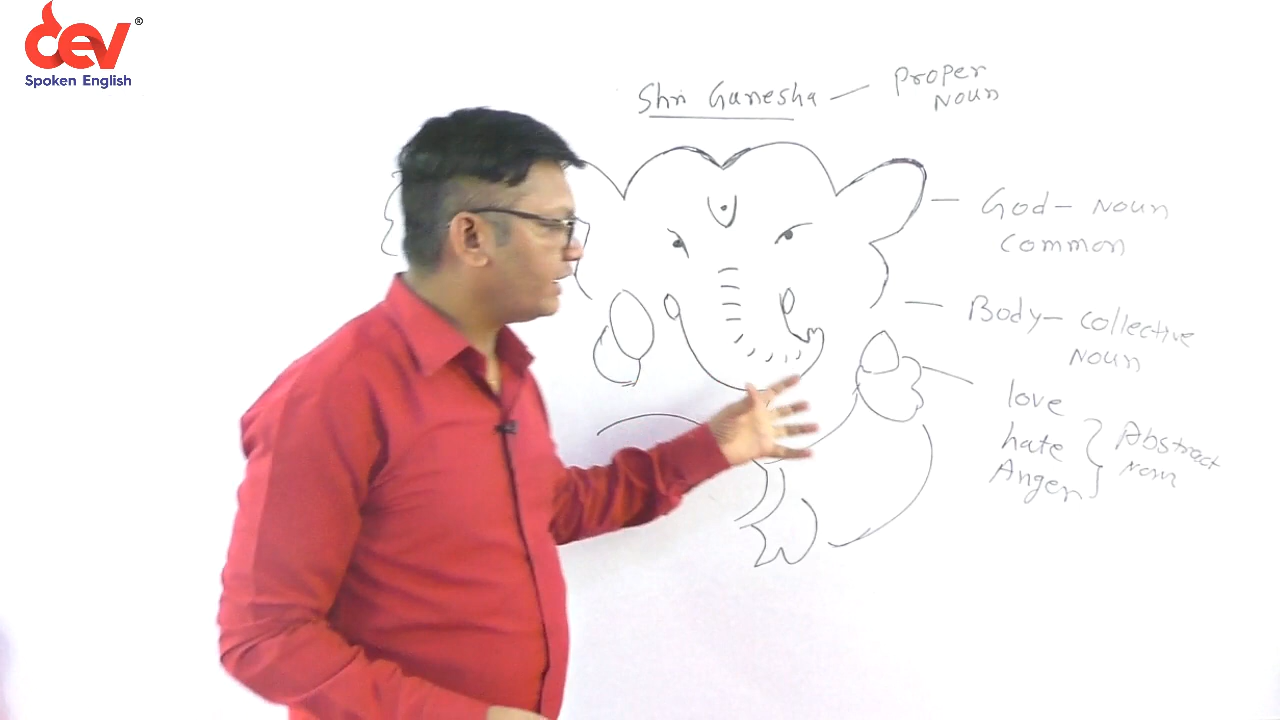 dev®
Spoken English
Shri Ganesha — Proper
Noun
— God - Noun
Common
— Body - collective
Noun
love
hate } Abstract
Anger Noun